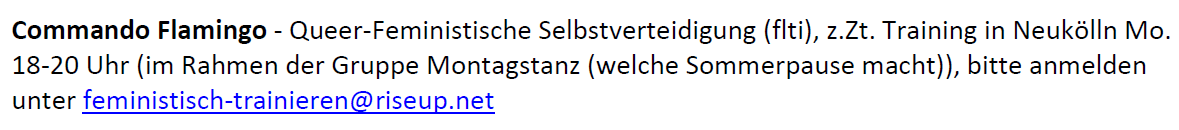 Commando Flamingo - Queer-Feministische Selbstverteidigung (flti), z.Zt. Training in Neukölln Mo.
18-20 Uhr (im Rahmen der Gruppe Montagstanz (welche Sommerpause macht)), bitte anmelden
unter feministisch-trainieren@riseup.net